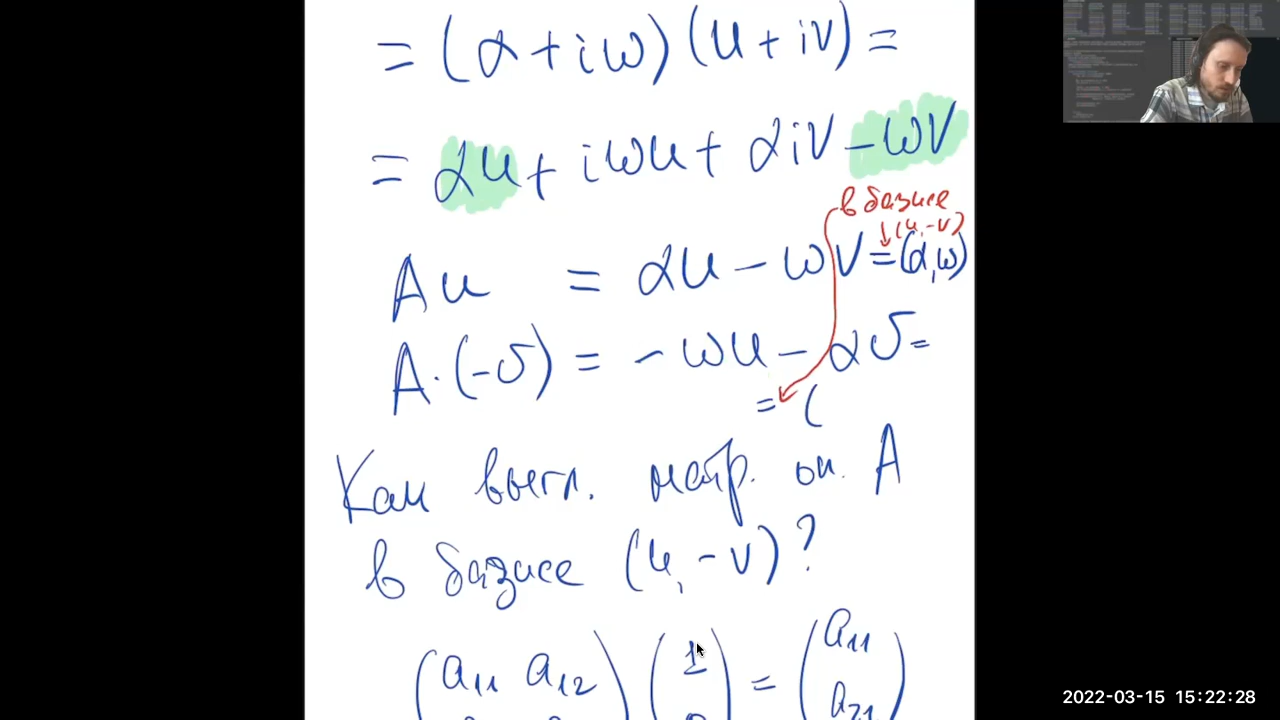 = (α + iω)(u + iv) =
= αu + iωu + αiv − ωv
в базисе
(u, −v)
Au = αu − ωv = (α, ω)
A·(−v) = −ωu − αv =
= (
Как выгл. матр. оп. A
в базисе (u, −v)?
(a₁₁ a₁₂) (1) = (a₁₁
a₂₁
2022-03-15 15:22:28